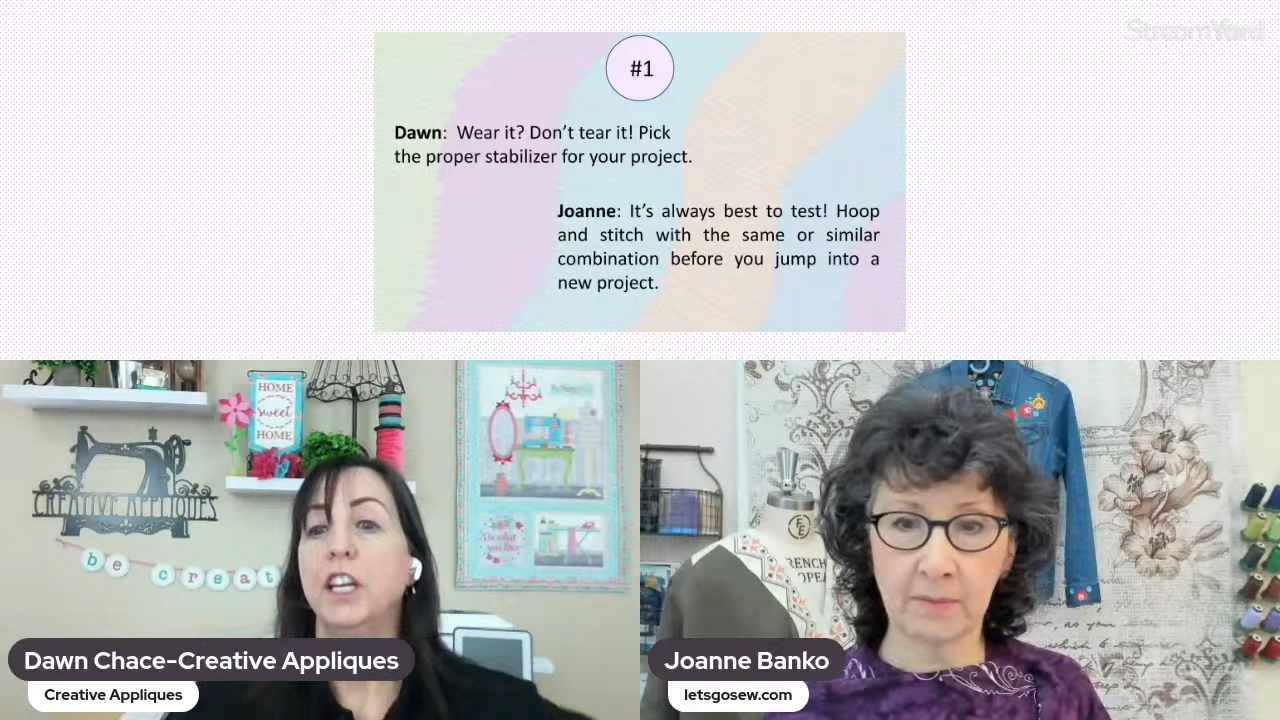 StreamYard
#1
Dawn: Wear it? Don't tear it! Pick
the proper stabilizer for your project.
Joanne: It's always best to test! Hoop
and stitch with the same or similar
combination before you jump into a
new project.
HOME
sweet
HOME
CREATIVE APPLIQUES
be creat
FRENCH
Dawn Chace-Creative Appliques
Creative Appliques
Joanne Banko
letsgosew.com